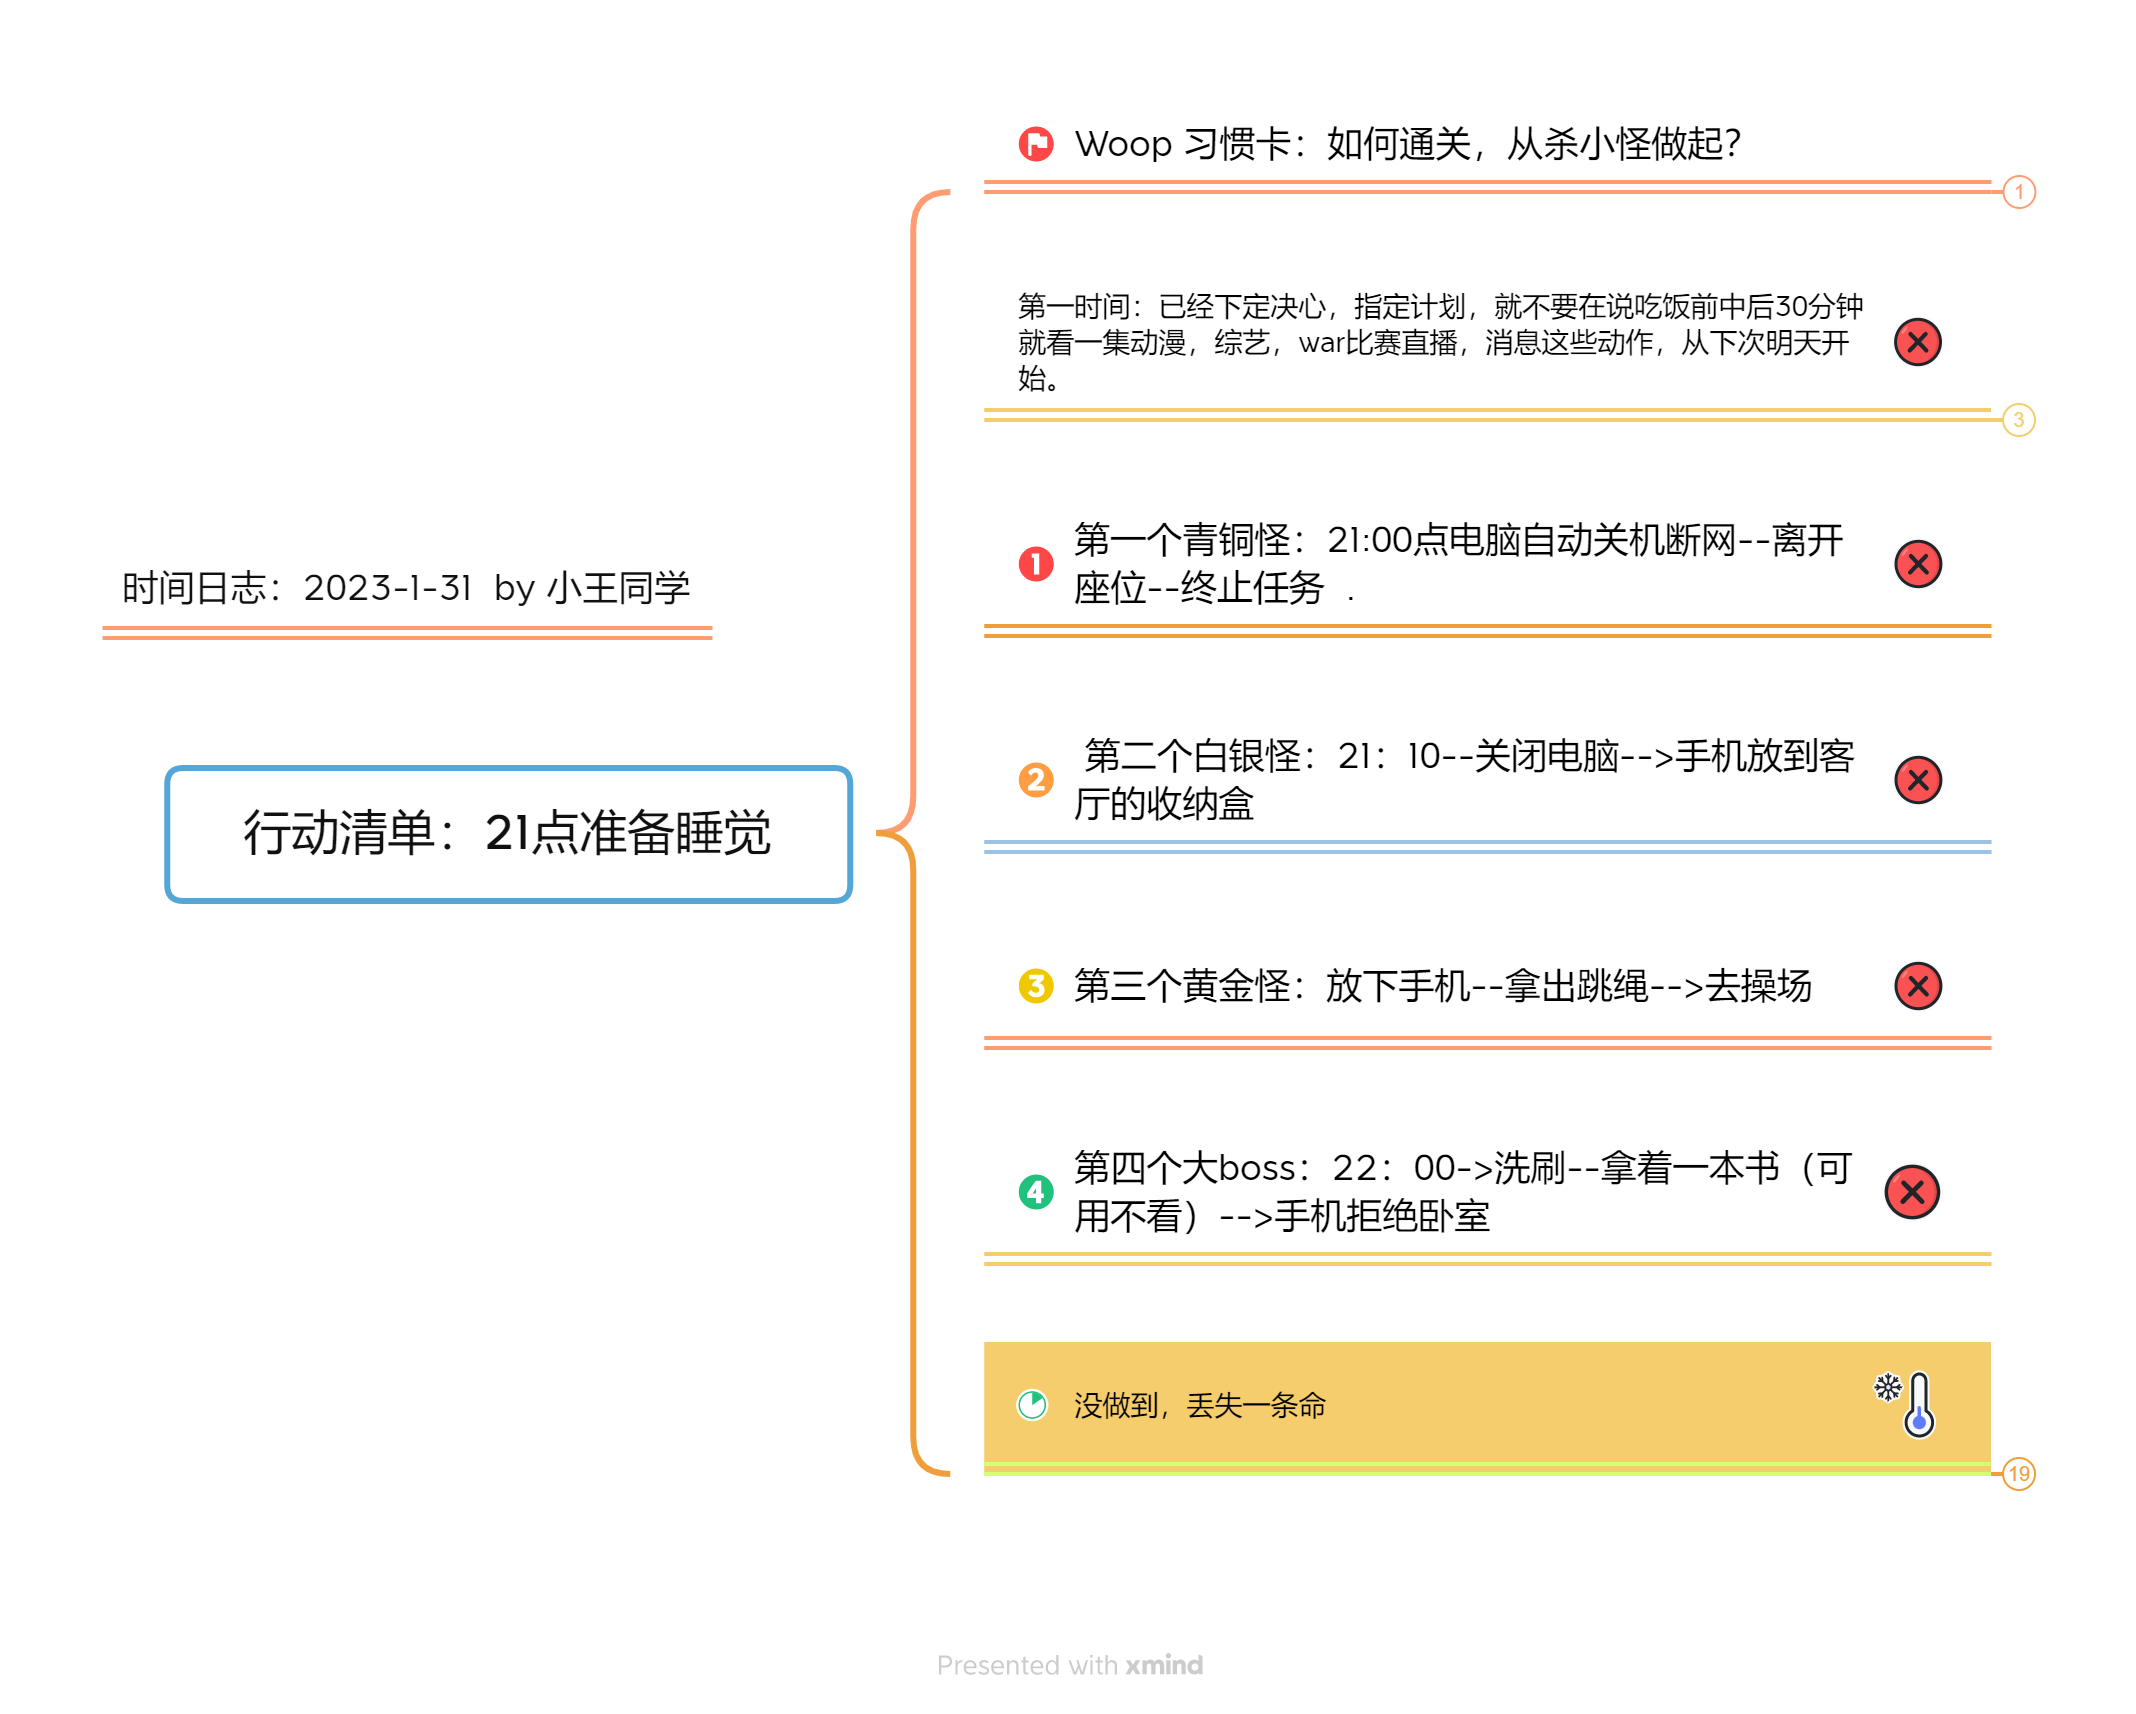 Woop 习惯卡：如何通关，从杀小怪做起？
1
第一时间：已经下定决心，指定计划，就不要在说吃饭前中后30分钟
就看一集动漫，综艺，war比赛直播，消息这些动作，从下次明天开
始。
3
时间日志：2023-1-31 by 小王同学
行动清单：21点准备睡觉
1 第一个青铜怪：21:00点电脑自动关机断网--离开
座位--终止任务 .
2 第二个白银怪：21：10--关闭电脑-->手机放到客
厅的收纳盒
3 第三个黄金怪：放下手机--拿出跳绳-->去操场
4 第四个大boss：22：00->洗刷--拿着一本书（可
用不看）-->手机拒绝卧室
没做到，丢失一条命
19
Presented with xmind